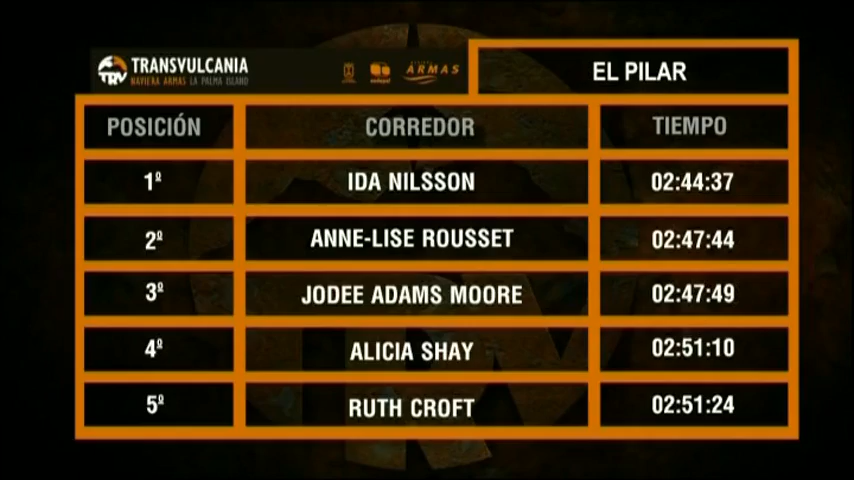 TRANSVULCANIA
NAVIERA ARMAS LA PALMA ISLAND
TRV
ARMAS
EL PILAR
POSICIÓN CORREDOR TIEMPO
1º IDA NILSSON 02:44:37
2º ANNE-LISE ROUSSET 02:47:44
3º JODEE ADAMS MOORE 02:47:49
4º ALICIA SHAY 02:51:10
5º RUTH CROFT 02:51:24